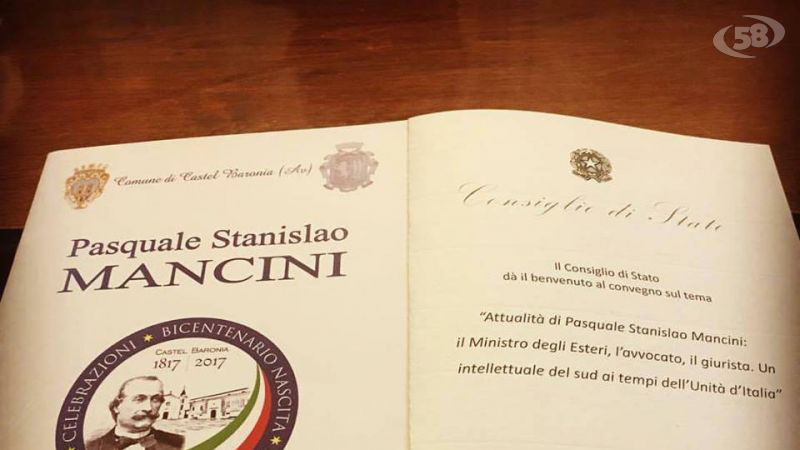 58
Comune di Castel Baronia (Av)
Pasquale Stanislao
MANCINI
CELEBRAZIONI ★ BICENTENARIO NASCITA ★
CASTEL BARONIA
1817 | 2017
Consiglio di Stato
Il Consiglio di Stato
dà il benvenuto al convegno sul tema
“Attualità di Pasquale Stanislao Mancini:
il Ministro degli Esteri, l’avvocato, il giurista. Un
intellettuale del sud ai tempi dell’Unità d’Italia”